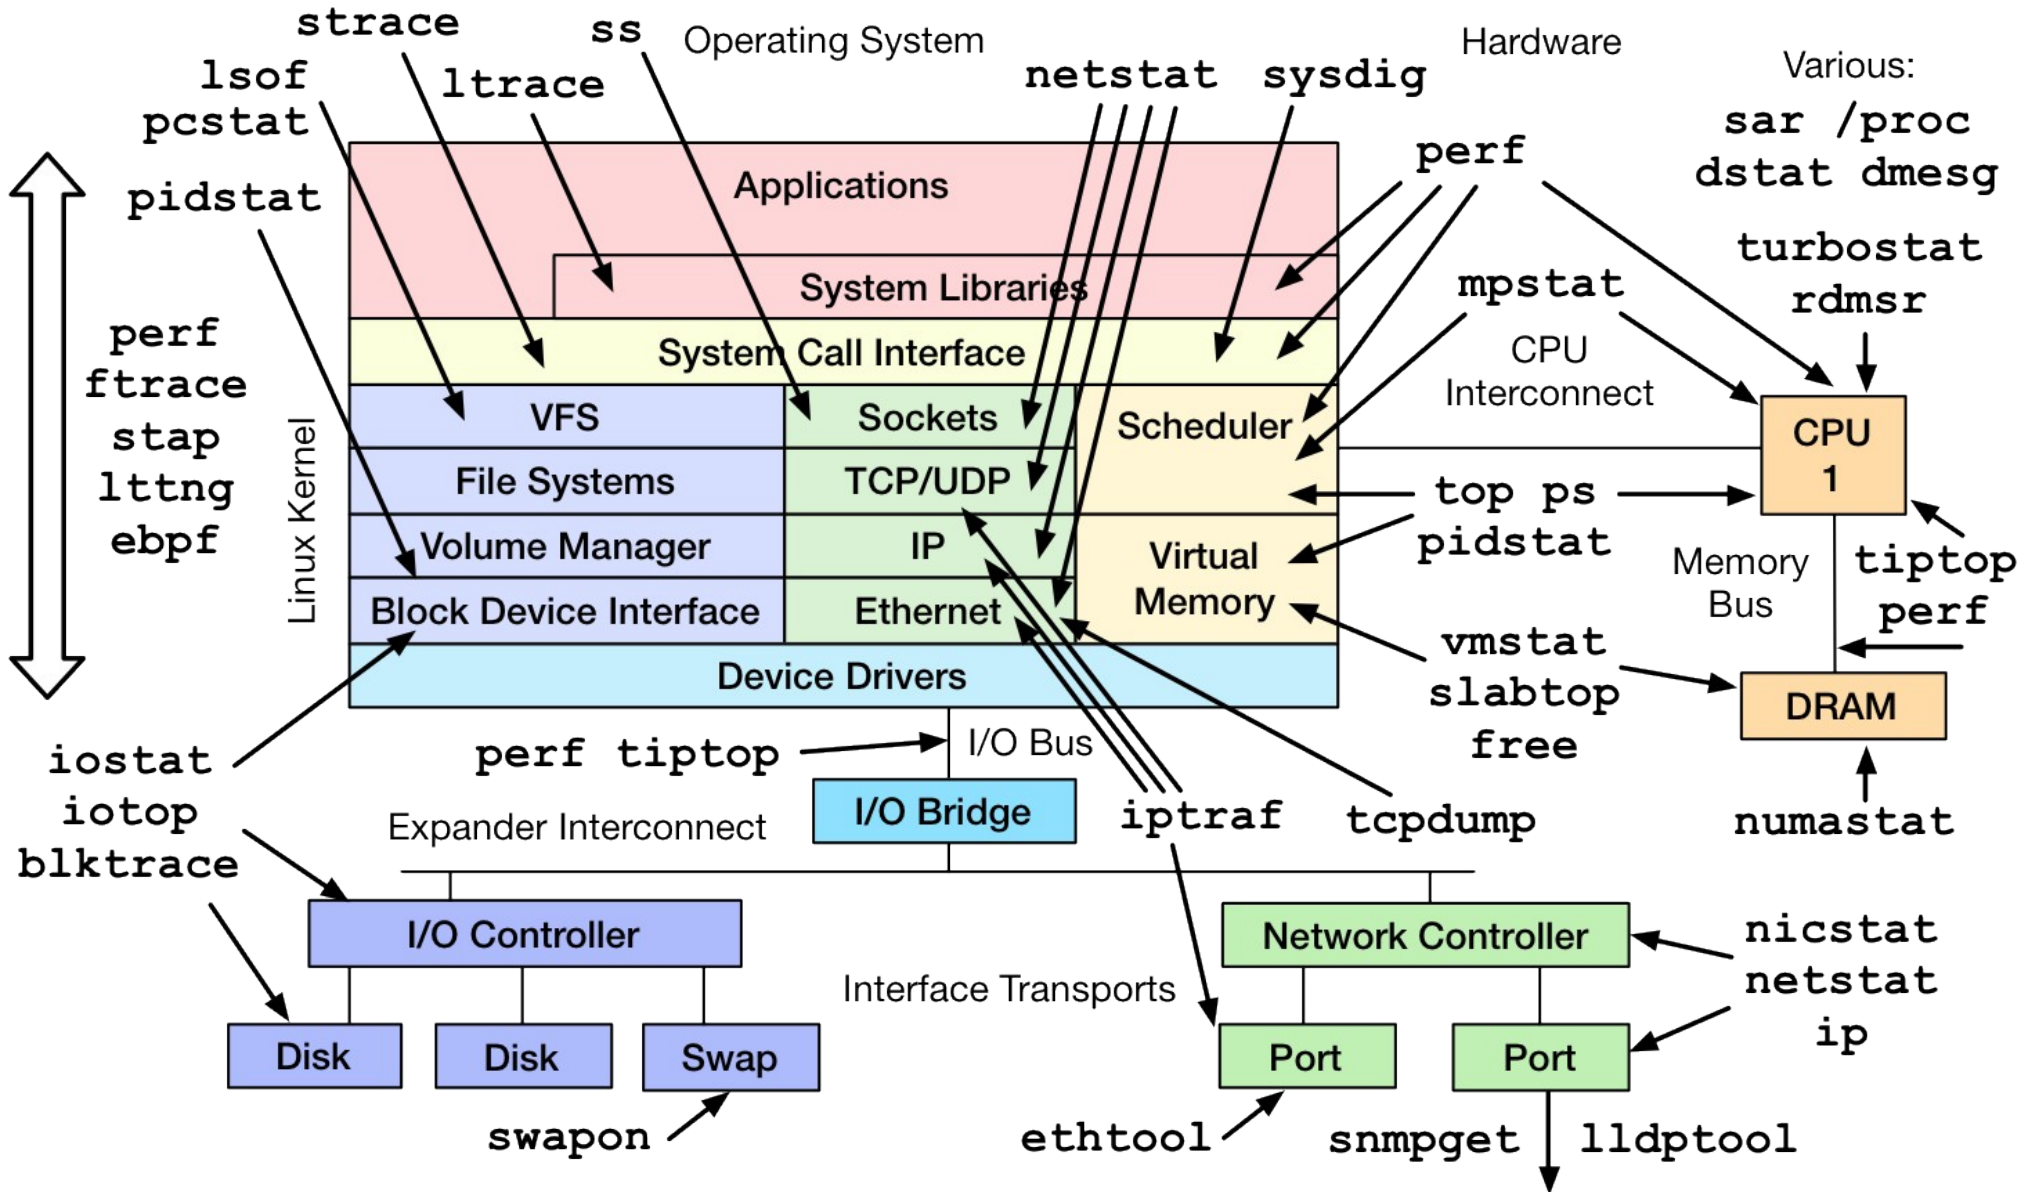 strace
ss
Operating System
Hardware
lsof
pcstat
ltrace
netstat
sysdig
Various:
sar /proc
dstat dmesg
perf
pidstat
Applications
turbostat
rdmsr
System Libraries
mpstat
perf
ftrace
stap
lttng
ebpf
System Call Interface
CPU
Interconnect
Linux Kernel
VFS
Sockets
Scheduler
CPU
1
File Systems
TCP/UDP
top ps
pidstat
Volume Manager
IP
Virtual
Memory
Memory
Bus
tiptop
perf
Block Device Interface
Ethernet
vmstat
slabtop
free
Device Drivers
DRAM
iostat
iotop
blktrace
perf tiptop
I/O Bus
I/O Bridge
iptraf
tcpdump
numastat
Expander Interconnect
I/O Controller
Network Controller
nicstat
netstat
ip
Interface Transports
Disk
Disk
Swap
Port
Port
swapon
ethtool
snmpget
lldptool